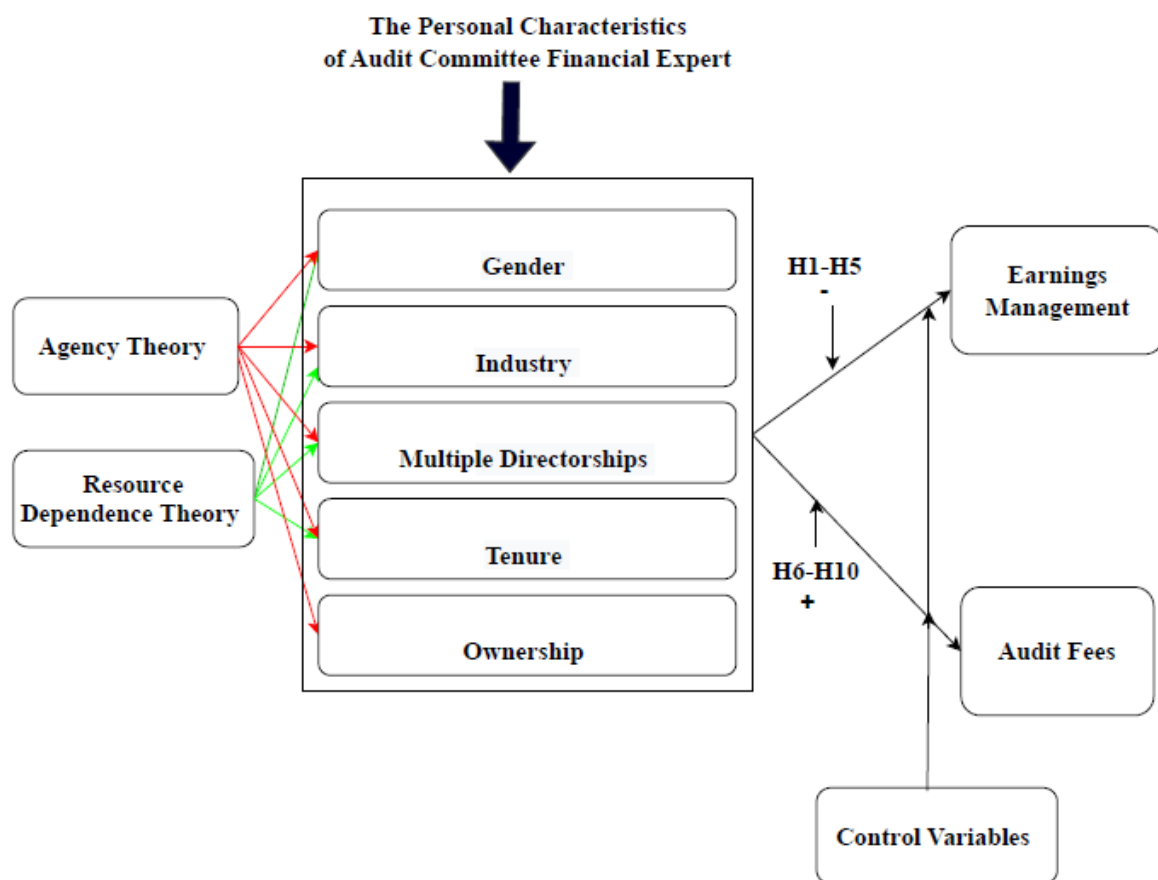 The Personal Characteristics
of Audit Committee Financial Expert
Gender
Industry
Multiple Directorships
Tenure
Ownership
Agency Theory
Resource
Dependence Theory
H1-H5
-
H6-H10
+
Earnings
Management
Audit Fees
Control Variables